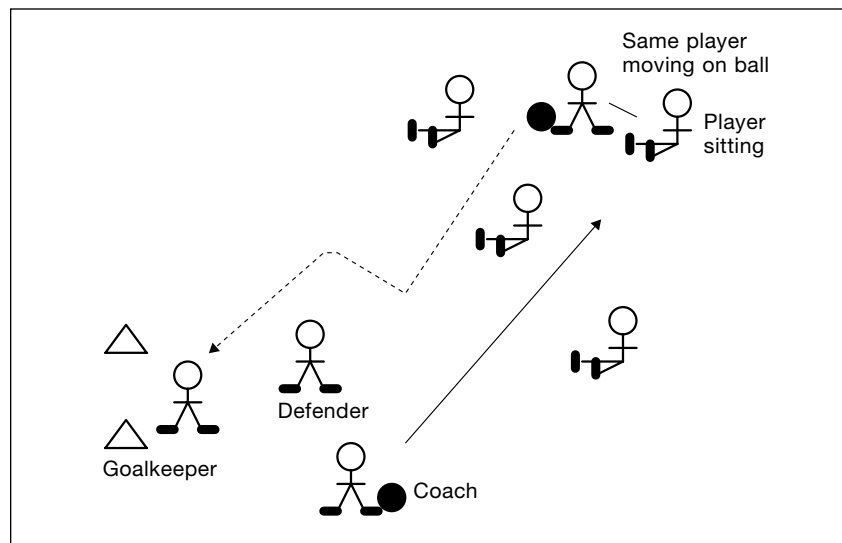 Same player
moving on ball
Player
sitting
Defender
Goalkeeper
Coach